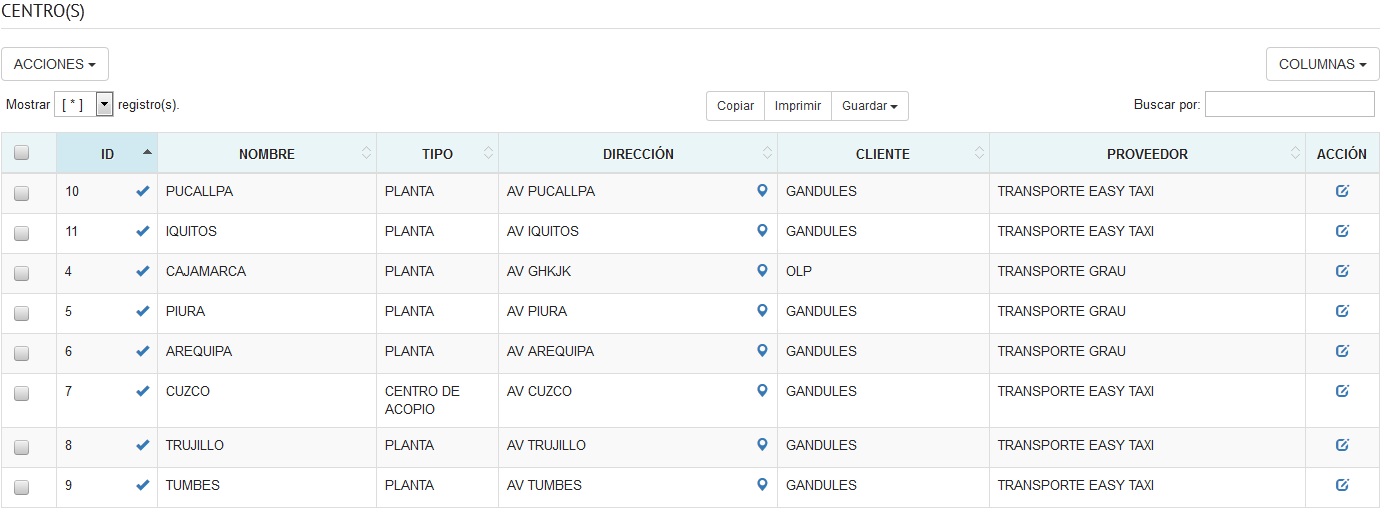 CENTRO(S)
ACCIONES COLUMNAS
Mostrar [ * ] registro(s). Copiar Imprimir Guardar Buscar por:
ID NOMBRE TIPO DIRECCIÓN CLIENTE PROVEEDOR ACCIÓN
10 PUCALLPA PLANTA AV PUCALLPA GANDULES TRANSPORTE EASY TAXI
11 IQUITOS PLANTA AV IQUITOS GANDULES TRANSPORTE EASY TAXI
4 CAJAMARCA PLANTA AV GHKJK OLP TRANSPORTE GRAU
5 PIURA PLANTA AV PIURA GANDULES TRANSPORTE GRAU
6 AREQUIPA PLANTA AV AREQUIPA GANDULES TRANSPORTE GRAU
7 CUZCO CENTRO DE AV CUZCO GANDULES TRANSPORTE EASY TAXI
ACOPIO
8 TRUJILLO PLANTA AV TRUJILLO GANDULES TRANSPORTE EASY TAXI
9 TUMBES PLANTA AV TUMBES GANDULES TRANSPORTE EASY TAXI